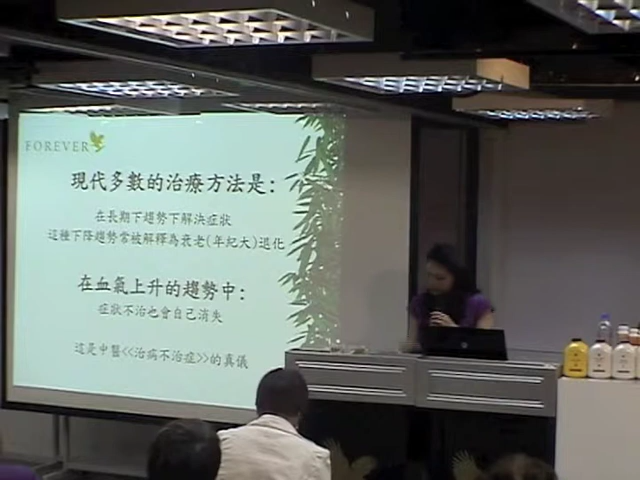 FOREVER
現代多數的治療方法是：
在長期下趨勢下解決症狀
這種下降趨勢常被解釋為衰老(年紀大)退化
在血氣上升的趨勢中：
症狀不治也會自己消失
這是中醫<<治病不治症>>的真義